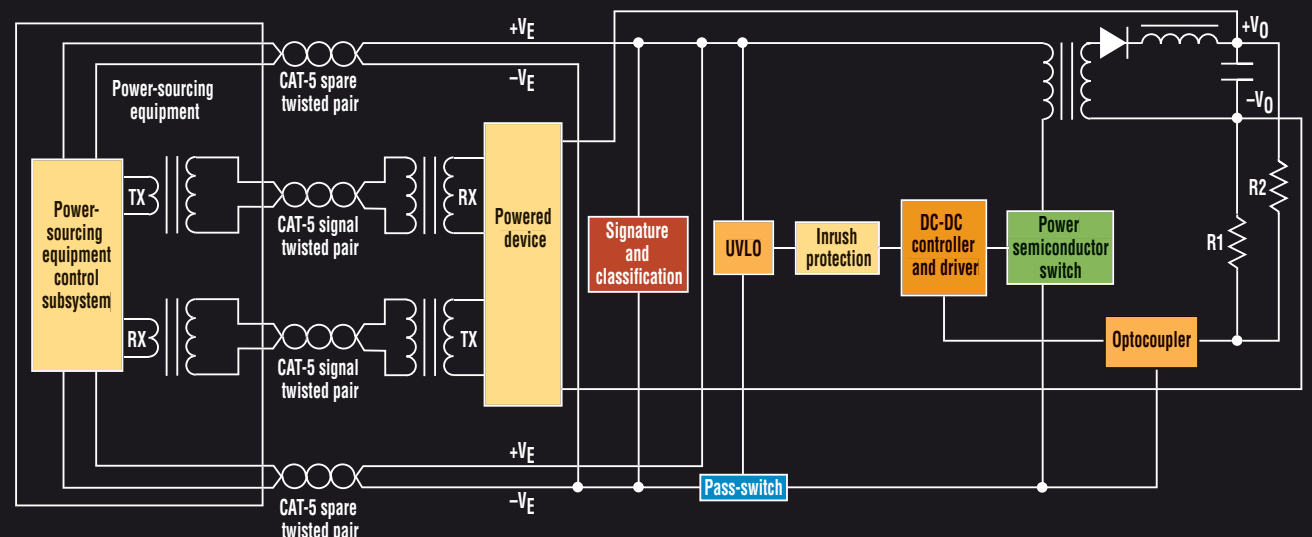 +VE
+VO
CAT-5 spare
twisted pair
–VE
Power-sourcing
equipment
–VO
Power-
sourcing
equipment
control
subsystem
TX
CAT-5 signal
twisted pair
RX
Powered
device
Signature
and
classification
UVLO
Inrush
protection
DC-DC
controller
and driver
Power
semiconductor
switch
R2
R1
RX
CAT-5 signal
twisted pair
TX
Optocoupler
+VE
CAT-5 spare
twisted pair
–VE
Pass-switch